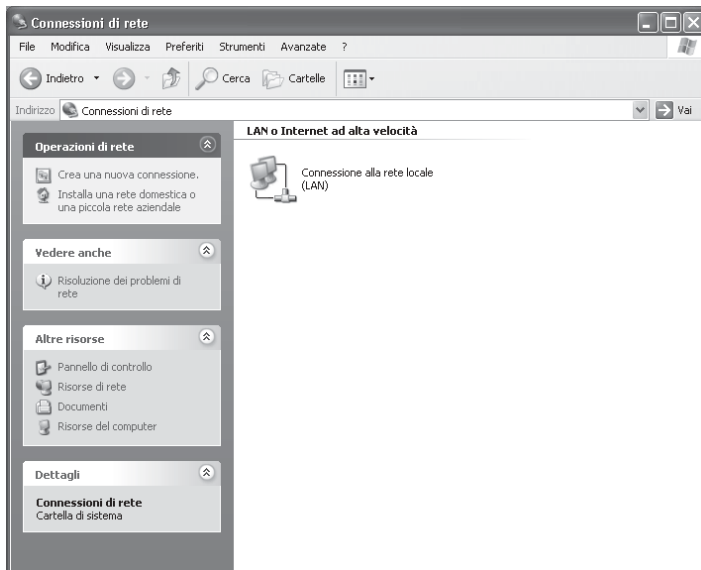 Connessioni di rete
File Modifica Visualizza Preferiti Strumenti Avanzate ?
Indietro Cerca Cartelle
Indirizzo Connessioni di rete Vai
Operazioni di rete
Crea una nuova connessione.
Installa una rete domestica o
una piccola rete aziendale
Vedere anche
Risoluzione dei problemi di
rete
Altre risorse
Pannello di controllo
Risorse di rete
Documenti
Risorse del computer
Dettagli
Connessioni di rete
Cartella di sistema
LAN o Internet ad alta velocità
Connessione alla rete locale
(LAN)